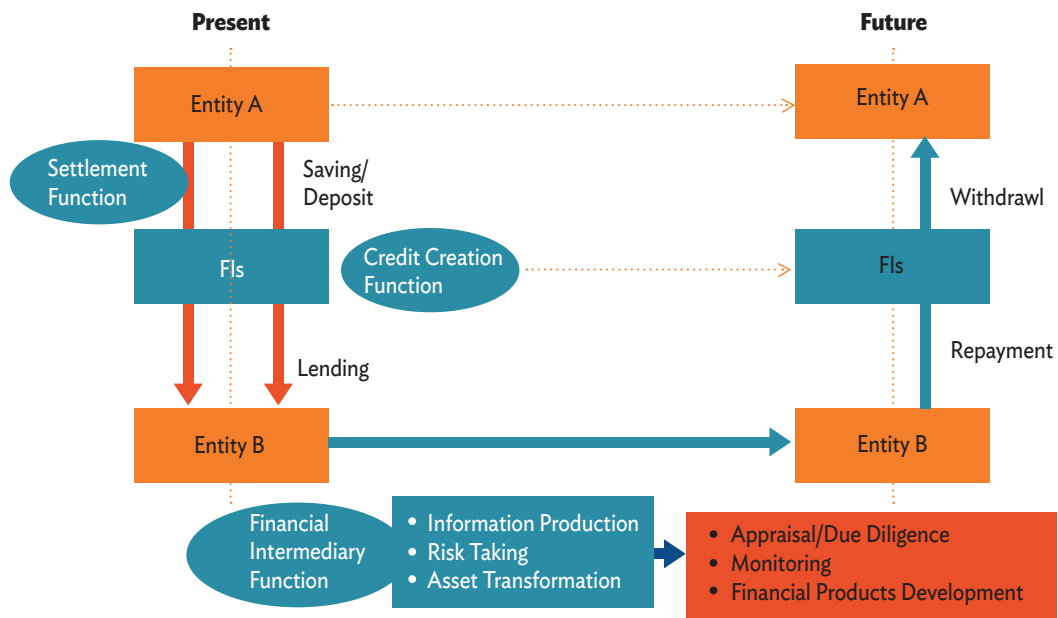 Present
Future
Entity A
Entity A
Settlement
Function
Saving/
Deposit
Withdrawl
FIs
Credit Creation
Function
FIs
Lending
Repayment
Entity B
Entity B
Financial
Intermediary
Function
• Information Production
• Risk Taking
• Asset Transformation
• Appraisal/Due Diligence
• Monitoring
• Financial Products Development